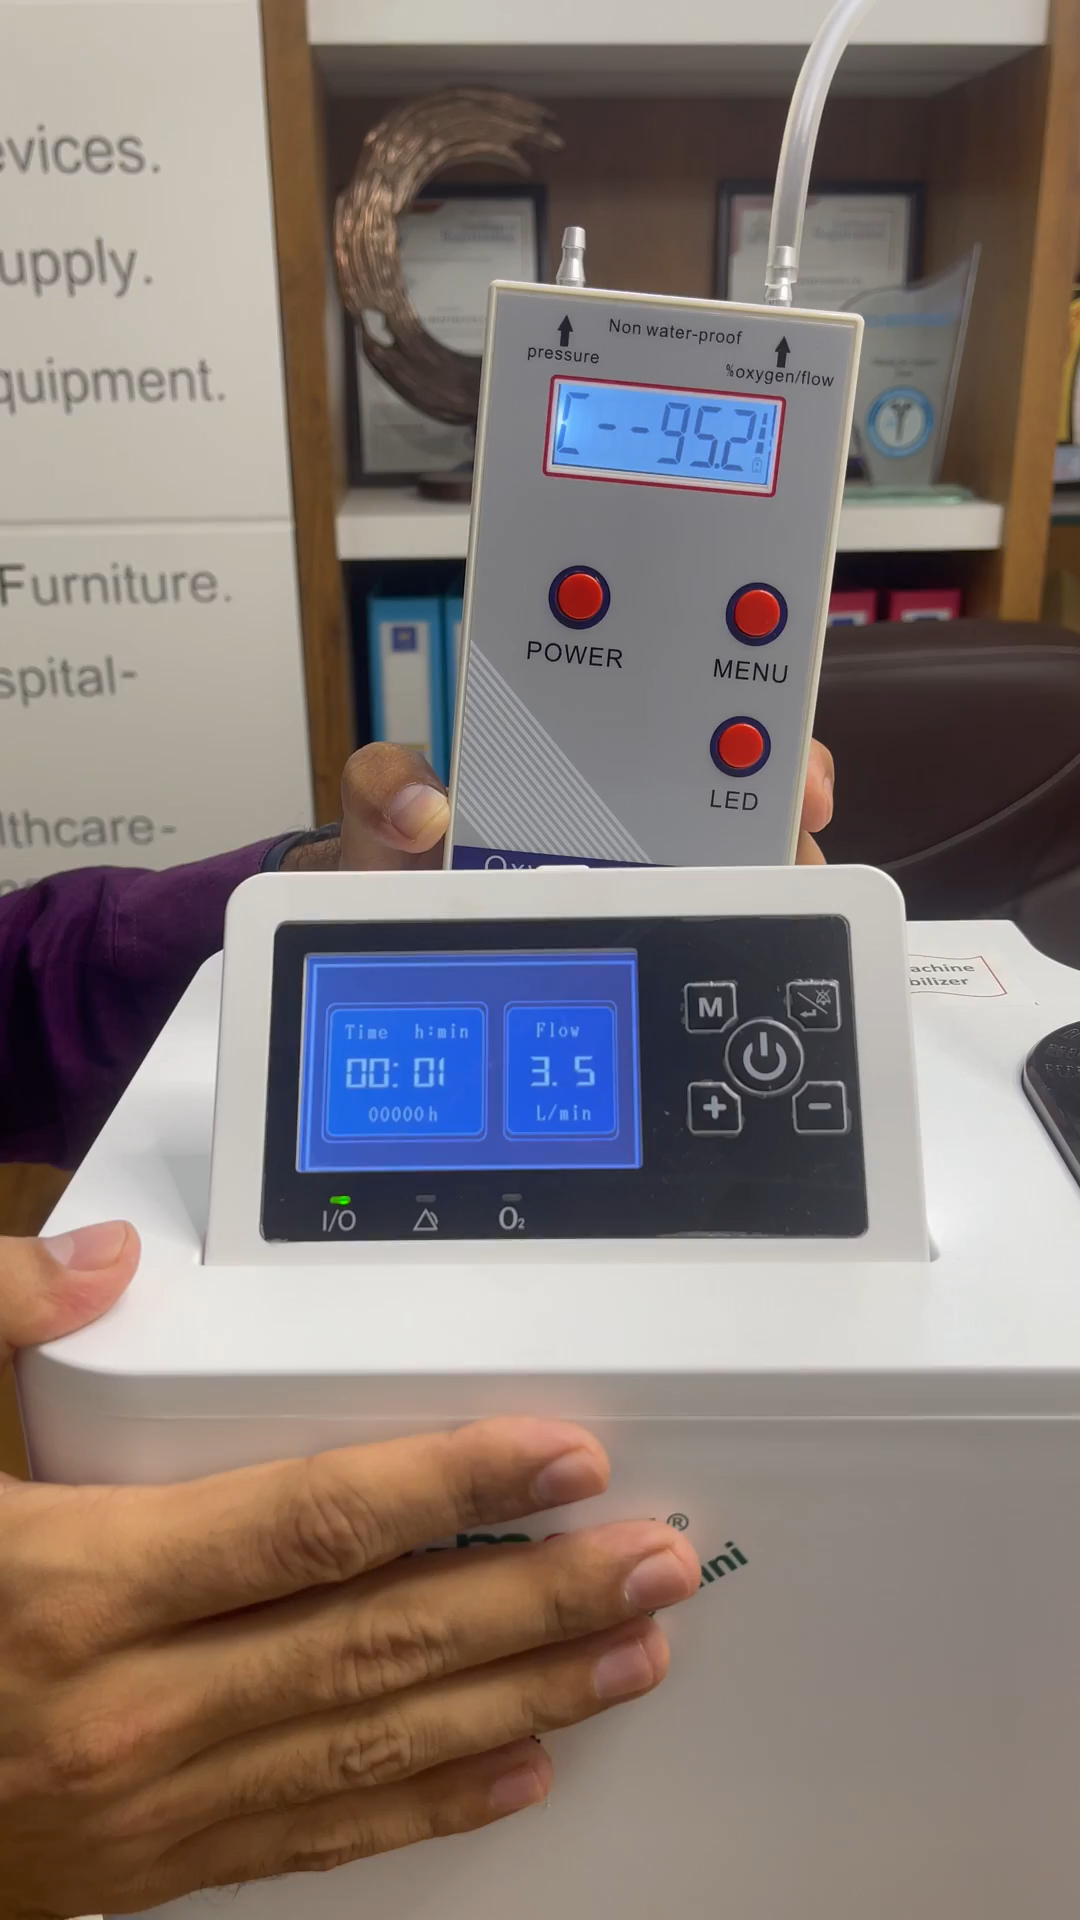 evices.
upply.
quipment.
Furniture.
spital-
lthcare-
pressure
Non water-proof
%oxygen/flow
C--95.2
POWER
MENU
LED
achine
bilizer
Time h:min
00:01
00000h
Flow
3.5
L/min
M
+
-
I/O
O₂
®
ini